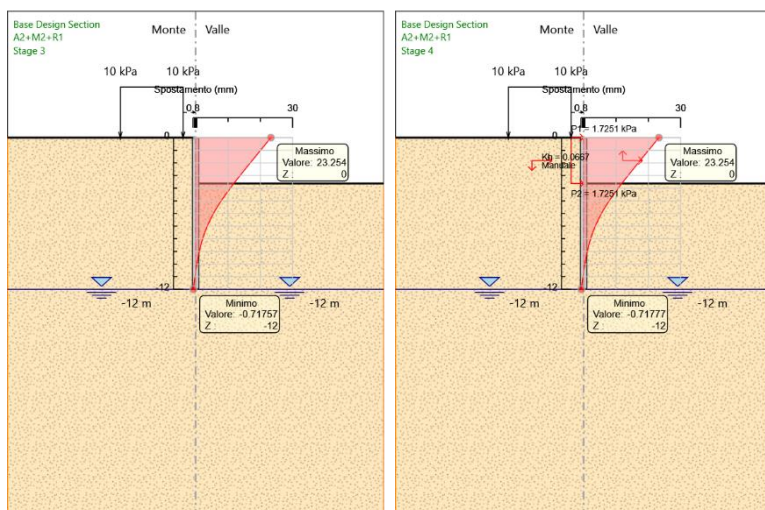 Base Design Section
A2+M2+R1
Stage 3
Monte
Valle
10 kPa
10 kPa
Spostamento (mm)
0
30
0
Massimo
Valore: 23.254
Z : 0
-12
-12 m
-12 m
Minimo
Valore: -0.71757
Z : -12
Base Design Section
A2+M2+R1
Stage 4
Monte
Valle
10 kPa
10 kPa
Spostamento (mm)
0
30
0
P1 = 1.7251 kPa
Massimo
Valore: 23.254
Z : 0
Kh = 0.0667
P2 = 1.7251 kPa
-12
-12 m
-12 m
Minimo
Valore: -0.71777
Z : -12